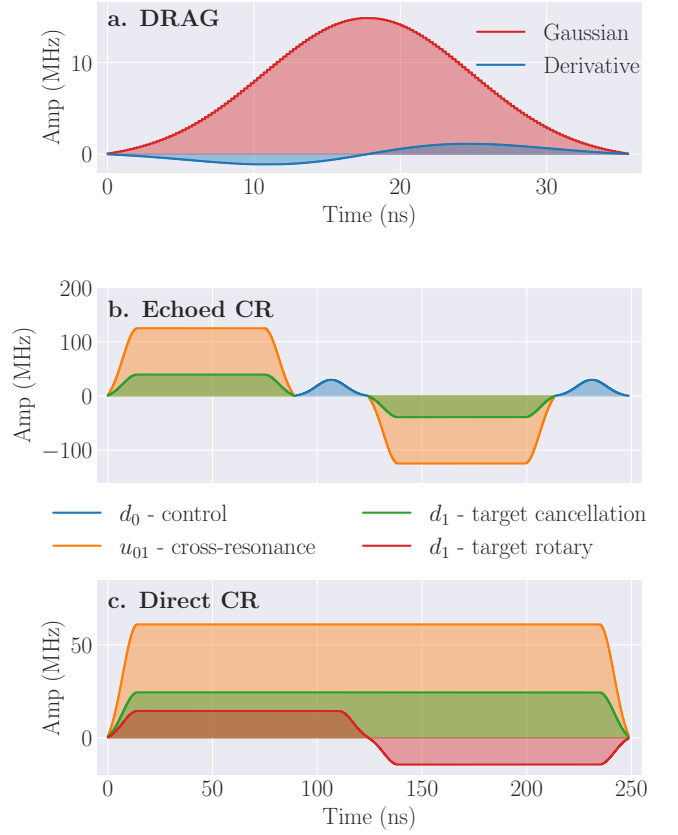 a. DRAG
Gaussian
Derivative
Amp (MHz)
10
0
0
10
20
30
Time (ns)
b. Echoed CR
Amp (MHz)
200
100
0
−100
d₀ - control
u₀₁ - cross-resonance
d₁ - target cancellation
d₁ - target rotary
c. Direct CR
Amp (MHz)
50
0
0
50
100
150
200
250
Time (ns)